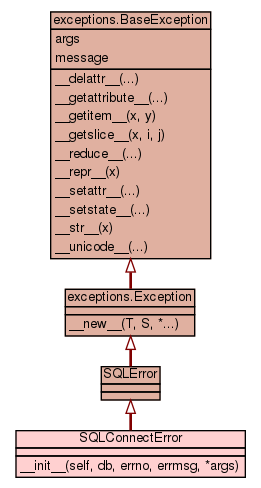 exceptions.BaseException
args
message
__delattr__(...)
__getattribute__(...)
__getitem__(x, y)
__getslice__(x, i, j)
__reduce__(...)
__repr__(x)
__setattr__(...)
__setstate__(...)
__str__(x)
__unicode__(...)
exceptions.Exception
__new__(T, S, *...)
SQLError
SQLConnectError
__init__(self, db, errno, errmsg, *args)